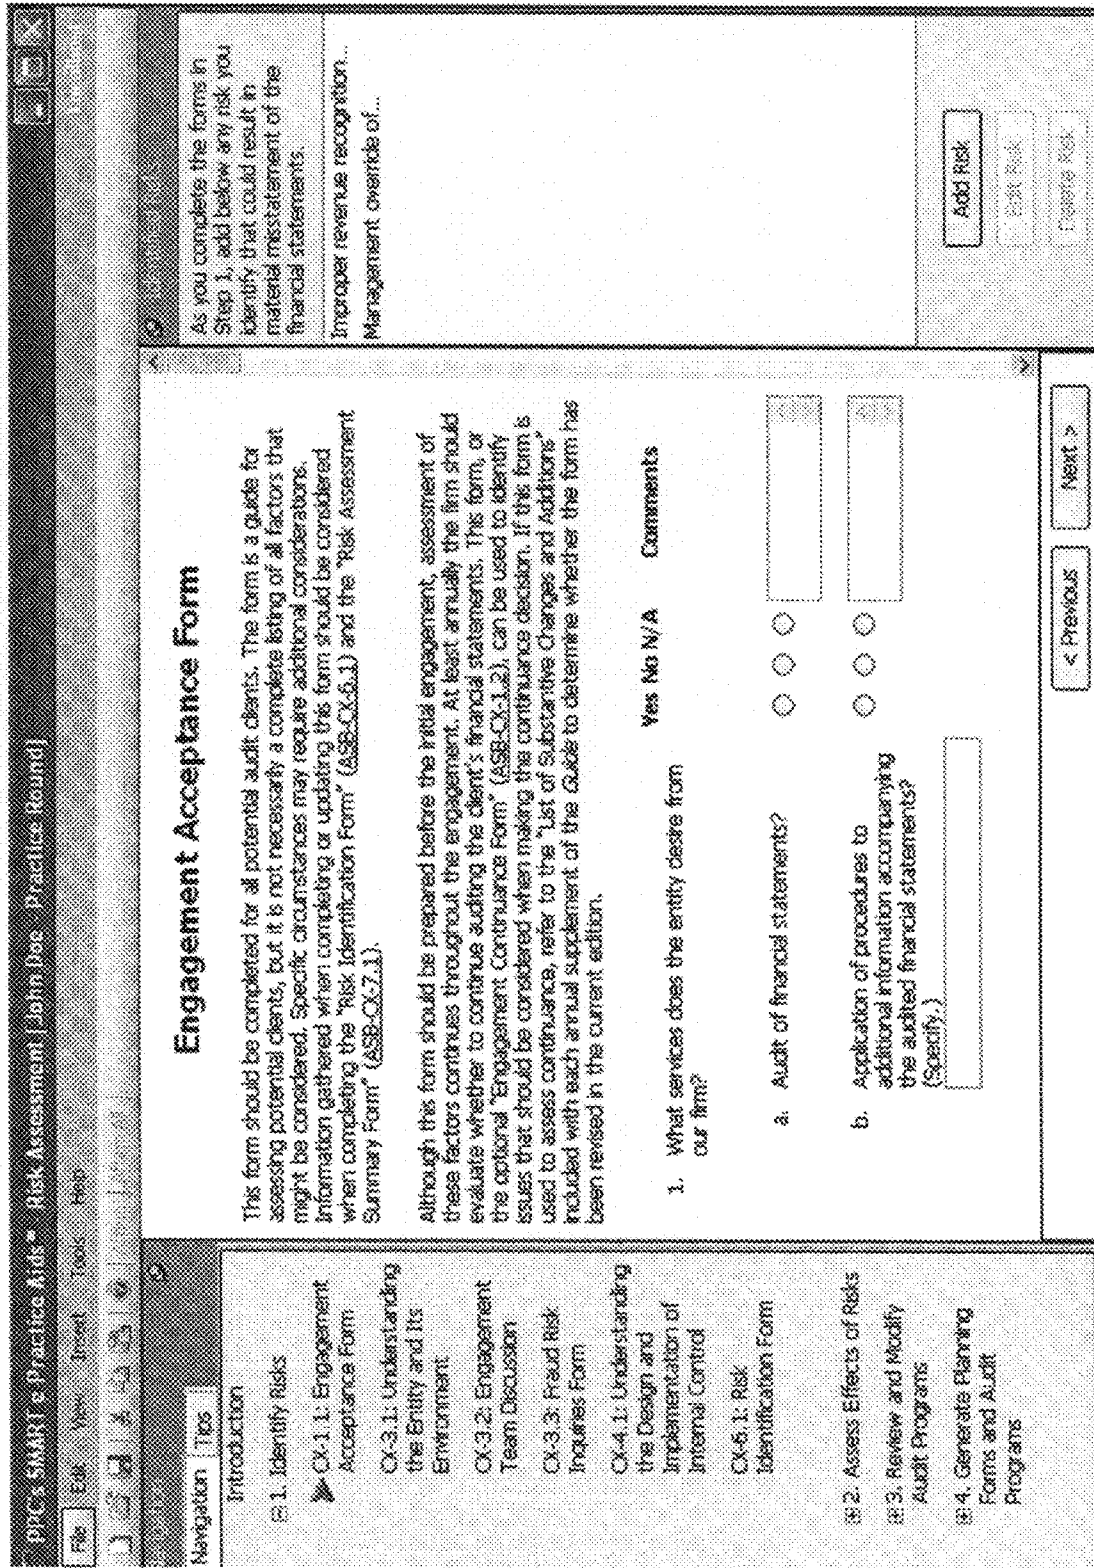 PPC's SMART e-Practice Aids™ Risk Assessment [John Doe Practice Round]
File Edit View Insert Tools Help
Navigation Tips
Introduction
1. Identify Risks
CX-1.1: Engagement
Acceptance Form
CX-3.1: Understanding
the Entity and Its
Environment
CX-3.2: Engagement
Team Discussion
CX-3.3: Fraud Risk
Inquiries Form
CX-4.1: Understanding
the Design and
Implementation of
Internal Control
CX-6.1: Risk
Identification Form
2. Assess Effects of Risks
3. Review and Modify
Audit Programs
4. Generate Planning
Forms and Audit
Programs
Engagement Acceptance Form
This form should be completed for all potential audit clients. The form is a guide for
assessing potential clients, but it is not necessarily a complete listing of all factors that
might be considered. Specific circumstances may require additional considerations.
Information gathered when completing or updating this form should be considered
when completing the "Risk Identification Form" (ASB-CX-6.1) and the "Risk Assessment
Summary Form" (ASB-CX-7.1).
Although this form should be prepared before the initial engagement, assessment of
these factors continues throughout the engagement. At least annually the firm should
evaluate whether to continue auditing the client's financial statements. This form, or
the optional "Engagement Continuance Form" (ASB-CX-1.2), can be used to identify
issues that should be considered when making the continuance decision. If this form is
used to assess continuance, refer to the "List of Substantive Changes and Additions"
included with each annual supplement of the Guide to determine whether the form has
been revised in the current edition.
Yes No N/A Comments
1. What services does the entity desire from
our firm?
a. Audit of financial statements?
b. Application of procedures to
additional information accompanying
the audited financial statements?
(Specify.)
< Previous Next >
As you complete the forms in
Step 1, add below any risk you
identify that could result in
material misstatement of the
financial statements.
Improper revenue recognition...
Management override of...
Add Risk
Edit Risk
Delete Risk